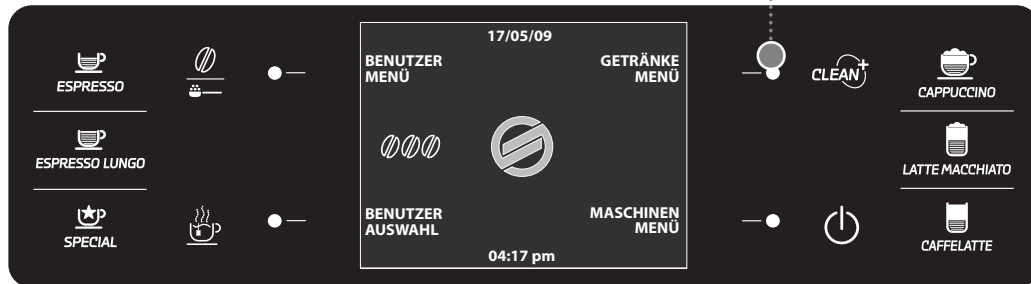 17/05/09
BENUTZER
MENÜ
GETRÄNKE
MENÜ
ESPRESSO
CLEAN+
CAPPUCCINO
ESPRESSO LUNGO
LATTE MACCHIATO
BENUTZER
AUSWAHL
MASCHINEN
MENÜ
SPECIAL
CAFFELATTE
04:17 pm